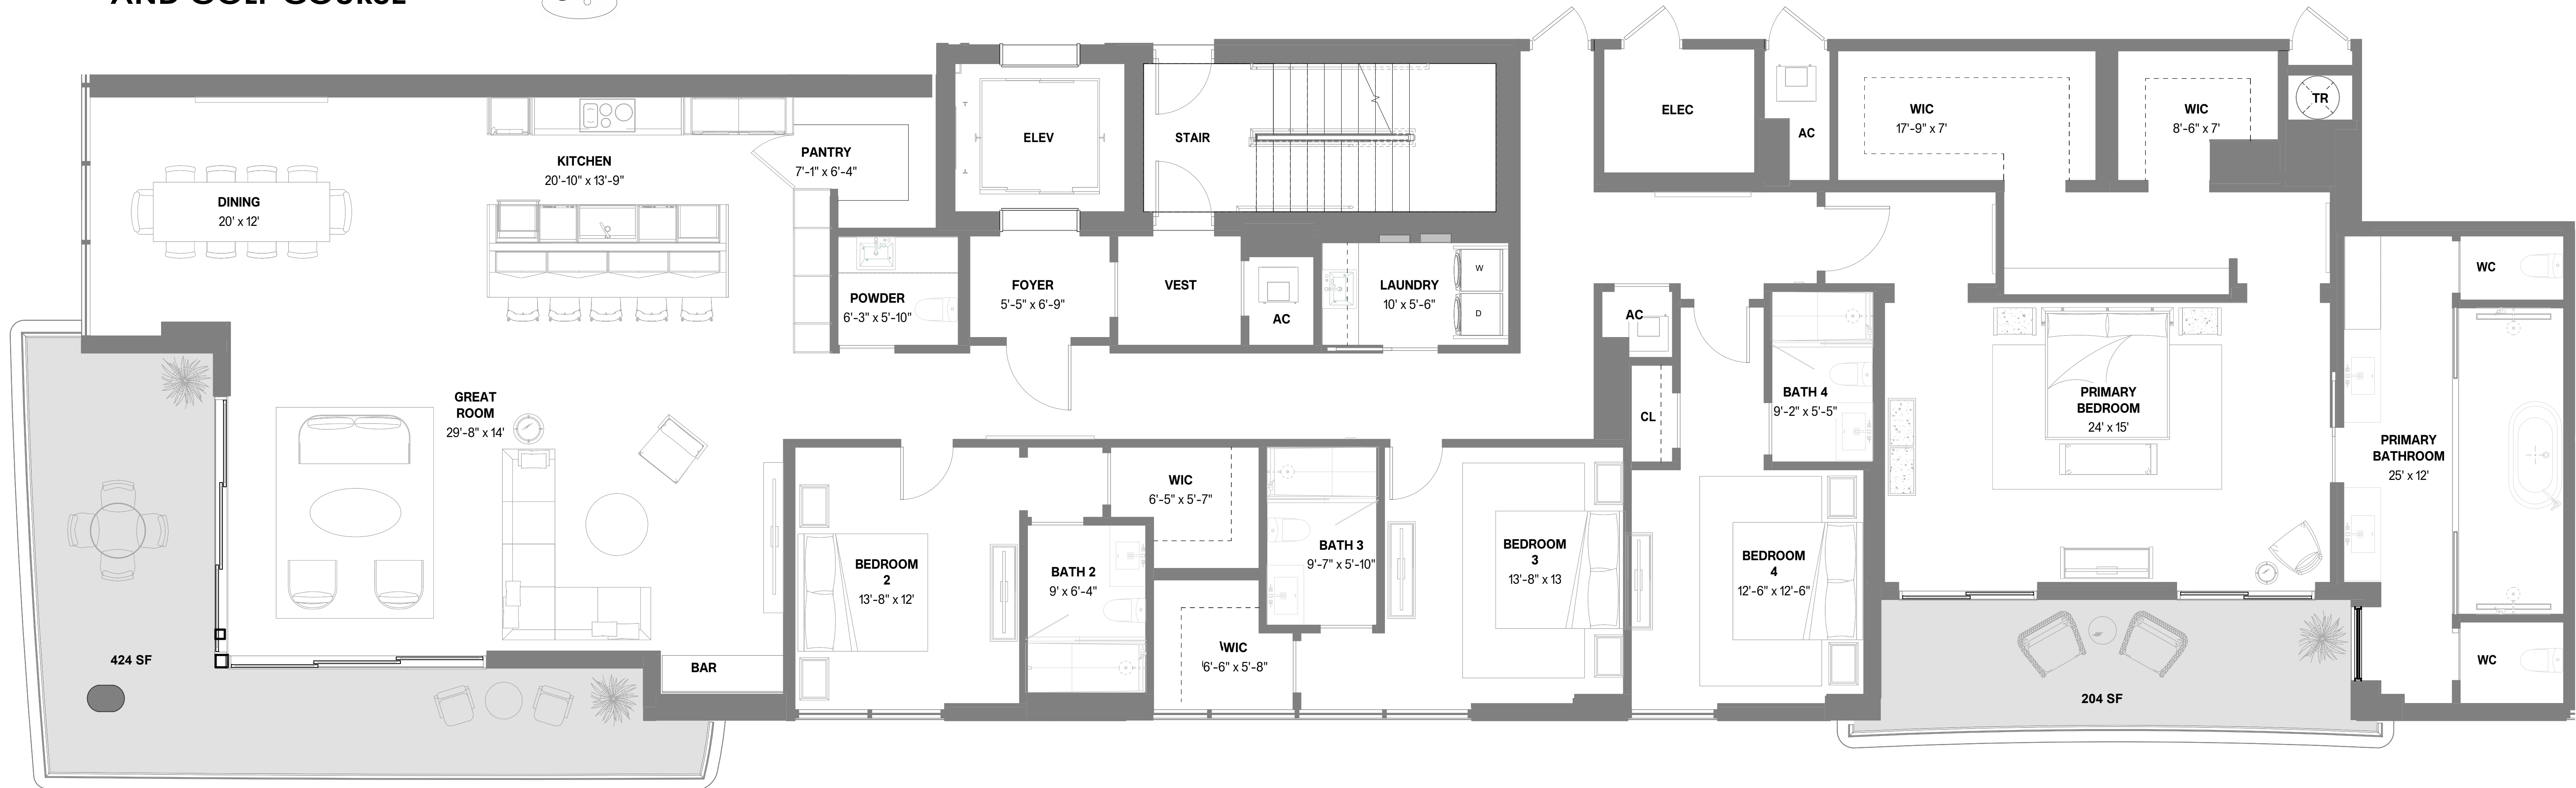 AND GOLF COURSE
ELEV
STAIR
ELEC
AC
WIC
17'-9" x 7'
WIC
8'-6" x 7'
TR
KITCHEN
20'-10" x 13'-9"
PANTRY
7'-1" x 6'-4"
DINING
20' x 12'
POWDER
6'-3" x 5'-10"
FOYER
5'-5" x 6'-9"
VEST
AC
LAUNDRY
10' x 5'-6"
W
D
AC
WC
GREAT
ROOM
29'-8" x 14'
CL
BATH 4
9'-2" x 5'-5"
PRIMARY
BEDROOM
24' x 15'
PRIMARY
BATHROOM
25' x 12'
WIC
6'-5" x 5'-7"
BEDROOM
2
13'-8" x 12'
BATH 2
9' x 6'-4"
BATH 3
9'-7" x 5'-10"
BEDROOM
3
13'-8" x 13
BEDROOM
4
12'-6" x 12'-6"
WIC
6'-6" x 5'-8"
424 SF
BAR
WC
204 SF